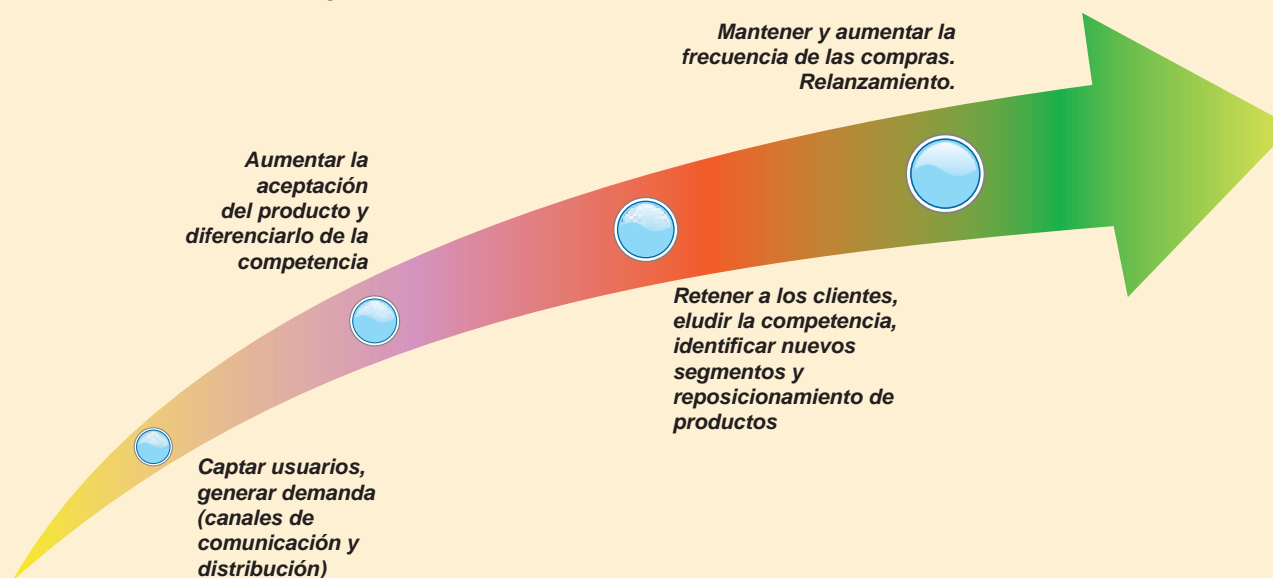 Mantener y aumentar la
frecuencia de las compras.
Relanzamiento.
Aumentar la
aceptación
del producto y
diferenciarlo de la
competencia
Retener a los clientes,
eludir la competencia,
identificar nuevos
segmentos y
reposicionamiento de
productos
Captar usuarios,
generar demanda
(canales de
comunicación y
distribución)